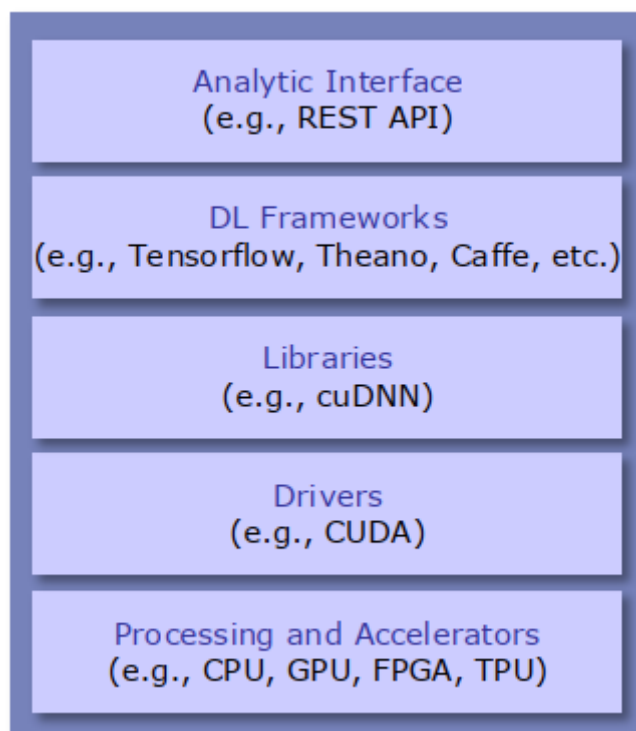 Analytic Interface
(e.g., REST API)
DL Frameworks
(e.g., Tensorflow, Theano, Caffe, etc.)
Libraries
(e.g., cuDNN)
Drivers
(e.g., CUDA)
Processing and Accelerators
(e.g., CPU, GPU, FPGA, TPU)